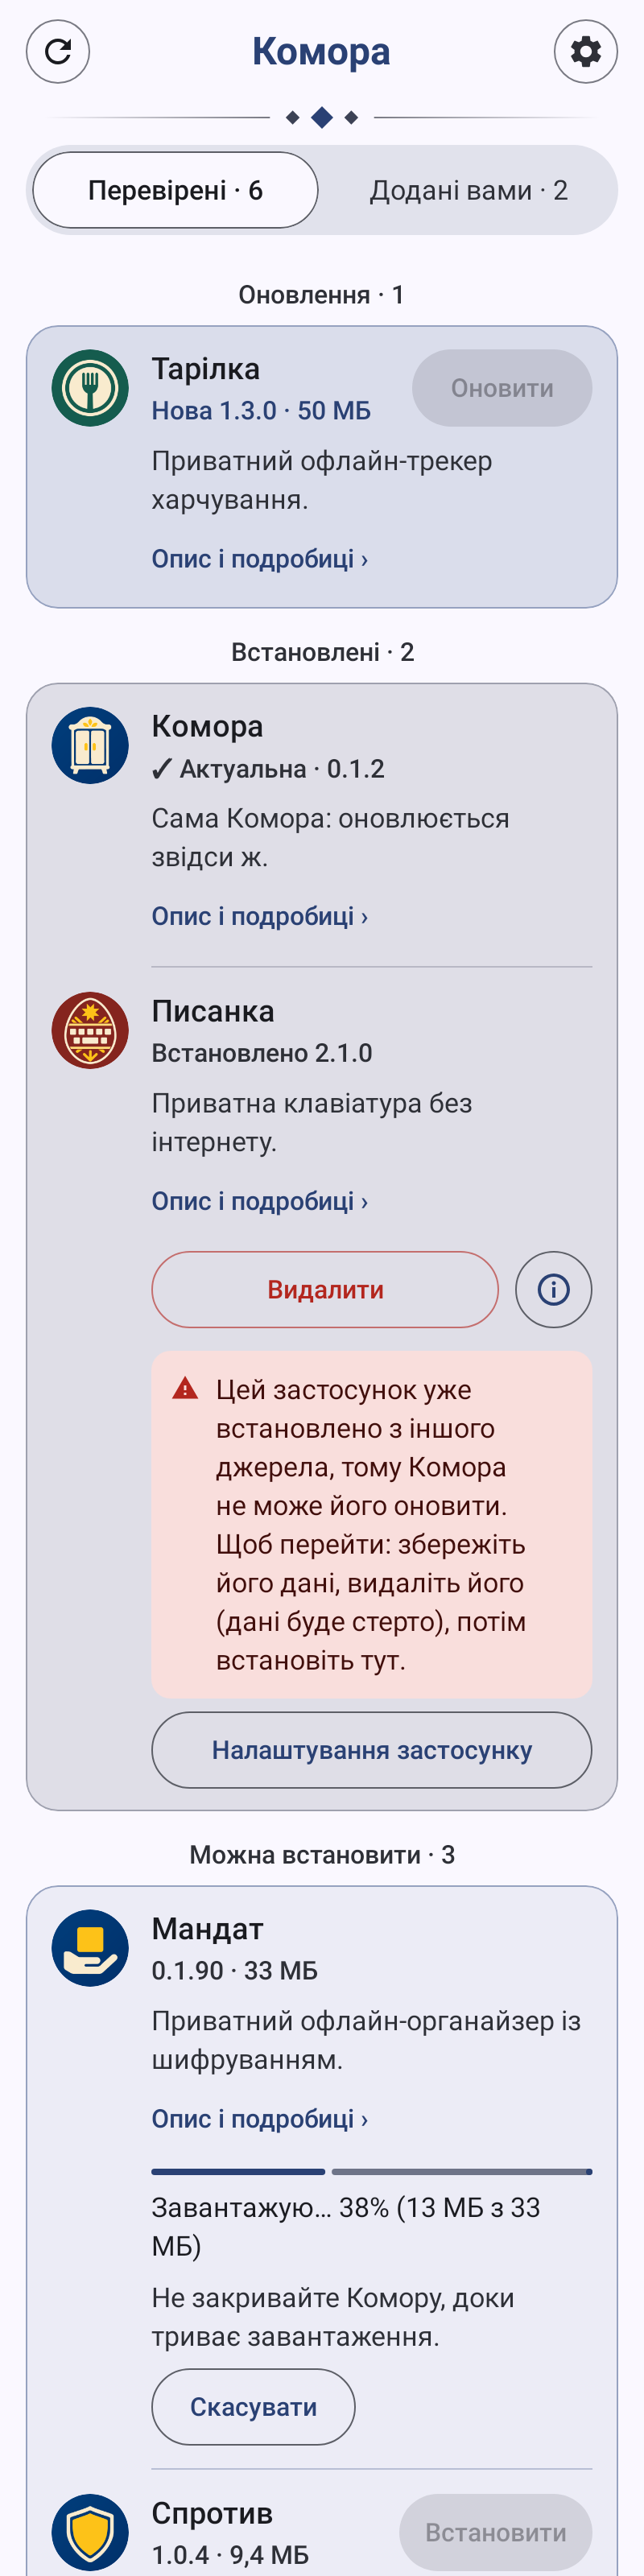 Комора
Перевірені · 6
Додані вами · 2
Оновлення · 1
Тарілка
Нова 1.3.0 · 50 МБ
Оновити
Приватний офлайн-трекер
харчування.
Опис і подробиці ›
Встановлені · 2
Комора
✓ Актуальна · 0.1.2
Сама Комора: оновлюється
звідси ж.
Опис і подробиці ›
Писанка
Встановлено 2.1.0
Приватна клавіатура без
інтернету.
Опис і подробиці ›
Видалити
Цей застосунок уже
встановлено з іншого
джерела, тому Комора
не може його оновити.
Щоб перейти: збережіть
його дані, видаліть його
(дані буде стерто), потім
встановіть тут.
Налаштування застосунку
Можна встановити · 3
Мандат
0.1.90 · 33 МБ
Приватний офлайн-органайзер із
шифруванням.
Опис і подробиці ›
Завантажую… 38% (13 МБ з 33
МБ)
Не закривайте Комору, доки
триває завантаження.
Скасувати
Спротив
1.0.4 · 9,4 МБ
Встановити